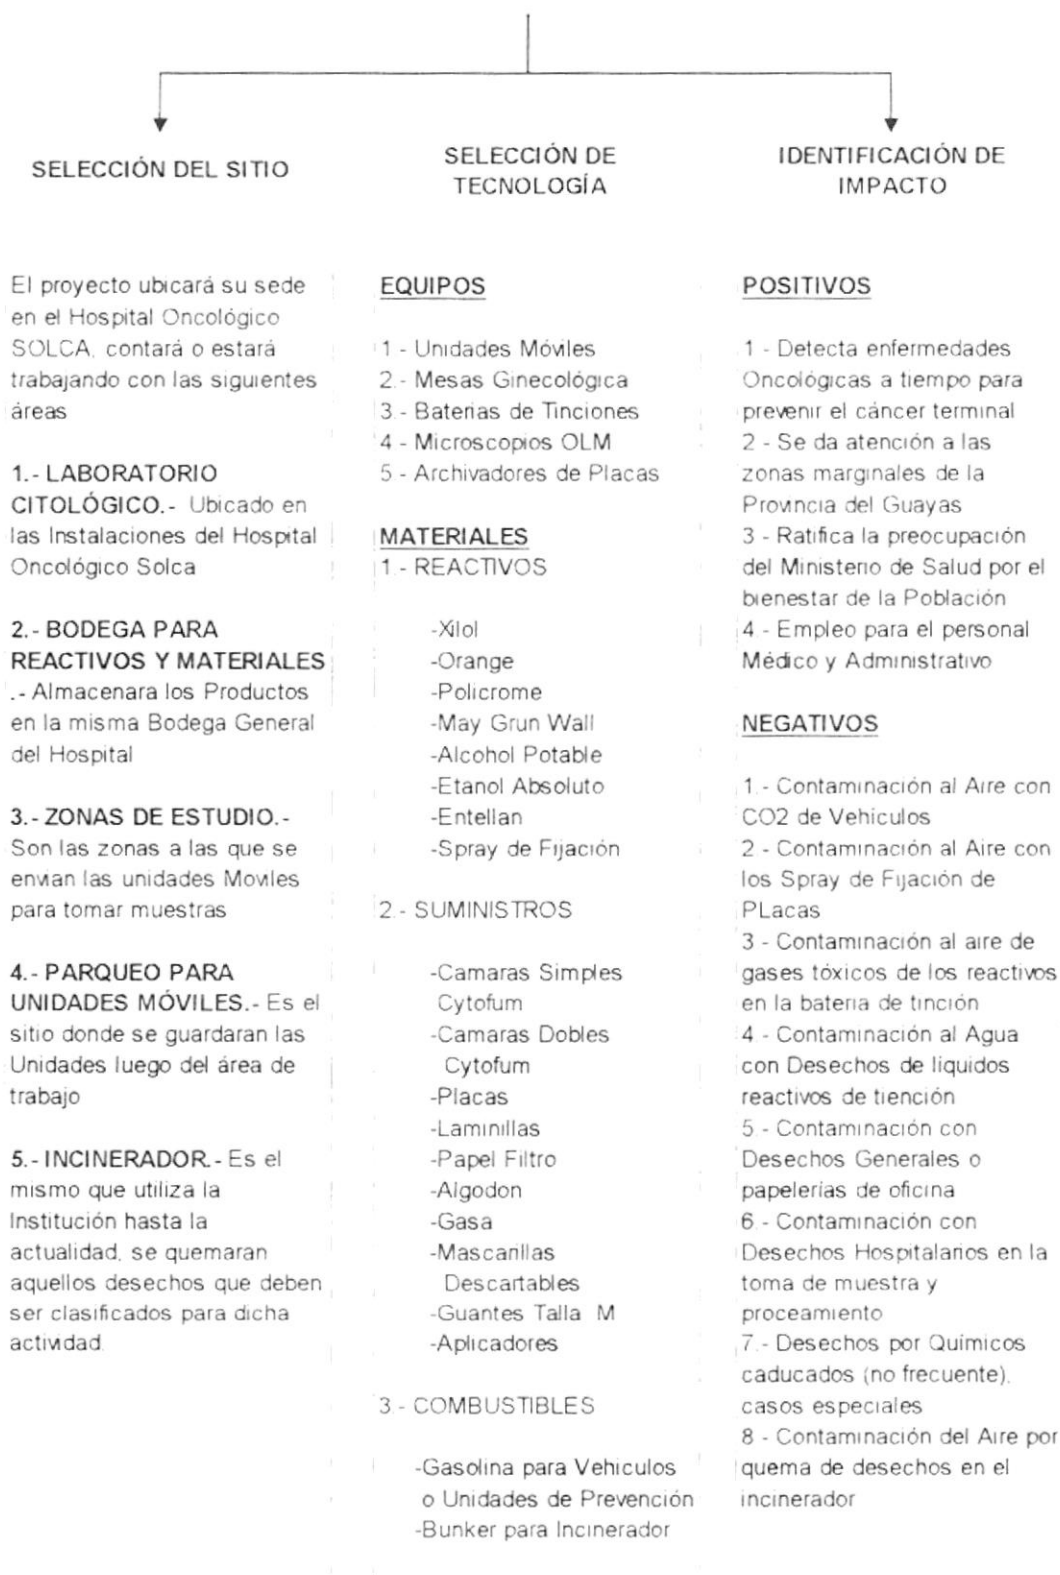 SELECCIÓN DEL SITIO
El proyecto ubicará su sede
en el Hospital Oncológico
SOLCA, contará o estará
trabajando con las siguientes
áreas
1.- LABORATORIO
CITOLÓGICO.- Ubicado en
las Instalaciones del Hospital
Oncológico Solca
2.- BODEGA PARA
REACTIVOS Y MATERIALES
.- Almacenara los Productos
en la misma Bodega General
del Hospital
3.- ZONAS DE ESTUDIO.-
Son las zonas a las que se
envian las unidades Moviles
para tomar muestras
4.- PARQUEO PARA
UNIDADES MÓVILES.- Es el
sitio donde se guardaran las
Unidades luego del área de
trabajo
5.- INCINERADOR.- Es el
mismo que utiliza la
Institución hasta la
actualidad, se quemaran
aquellos desechos que deben
ser clasificados para dicha
actividad
SELECCIÓN DE
TECNOLOGÍA
EQUIPOS
1.- Unidades Móviles
2.- Mesas Ginecológica
3.- Baterias de Tinciones
4 - Microscopios OLM
5.- Archivadores de Placas
MATERIALES
1.- REACTIVOS
-Xilol
-Orange
-Policrome
-May Grun Wall
-Alcohol Potable
-Etanol Absoluto
-Entellan
-Spray de Fijación
2.- SUMINISTROS
-Camaras Simples
Cytofum
-Camaras Dobles
Cytofum
-Placas
-Laminillas
-Papel Filtro
-Algodon
-Gasa
-Mascarillas
Descartables
-Guantes Talla M
-Aplicadores
3.- COMBUSTIBLES
-Gasolina para Vehiculos
o Unidades de Prevención
-Bunker para Incinerador
IDENTIFICACIÓN DE
IMPACTO
POSITIVOS
1 - Detecta enfermedades
Oncológicas a tiempo para
prevenir el cáncer terminal
2 - Se da atención a las
zonas marginales de la
Provincia del Guayas
3 - Ratifica la preocupación
del Ministerio de Salud por el
bienestar de la Población
4.- Empleo para el personal
Médico y Administrativo
NEGATIVOS
1.- Contaminación al Aire con
CO2 de Vehiculos
2 - Contaminación al Aire con
los Spray de Fijación de
PLacas
3 - Contaminación al aire de
gases tóxicos de los reactivos
en la bateria de tinción
4.- Contaminación al Agua
con Desechos de líquidos
reactivos de tiención
5.- Contaminación con
Desechos Generales o
papelerías de oficina
6.- Contaminación con
Desechos Hospitalarios en la
toma de muestra y
proceamiento
7.- Desechos por Químicos
caducados (no frecuente),
casos especiales
8 - Contaminación del Aire por
quema de desechos en el
incinerador